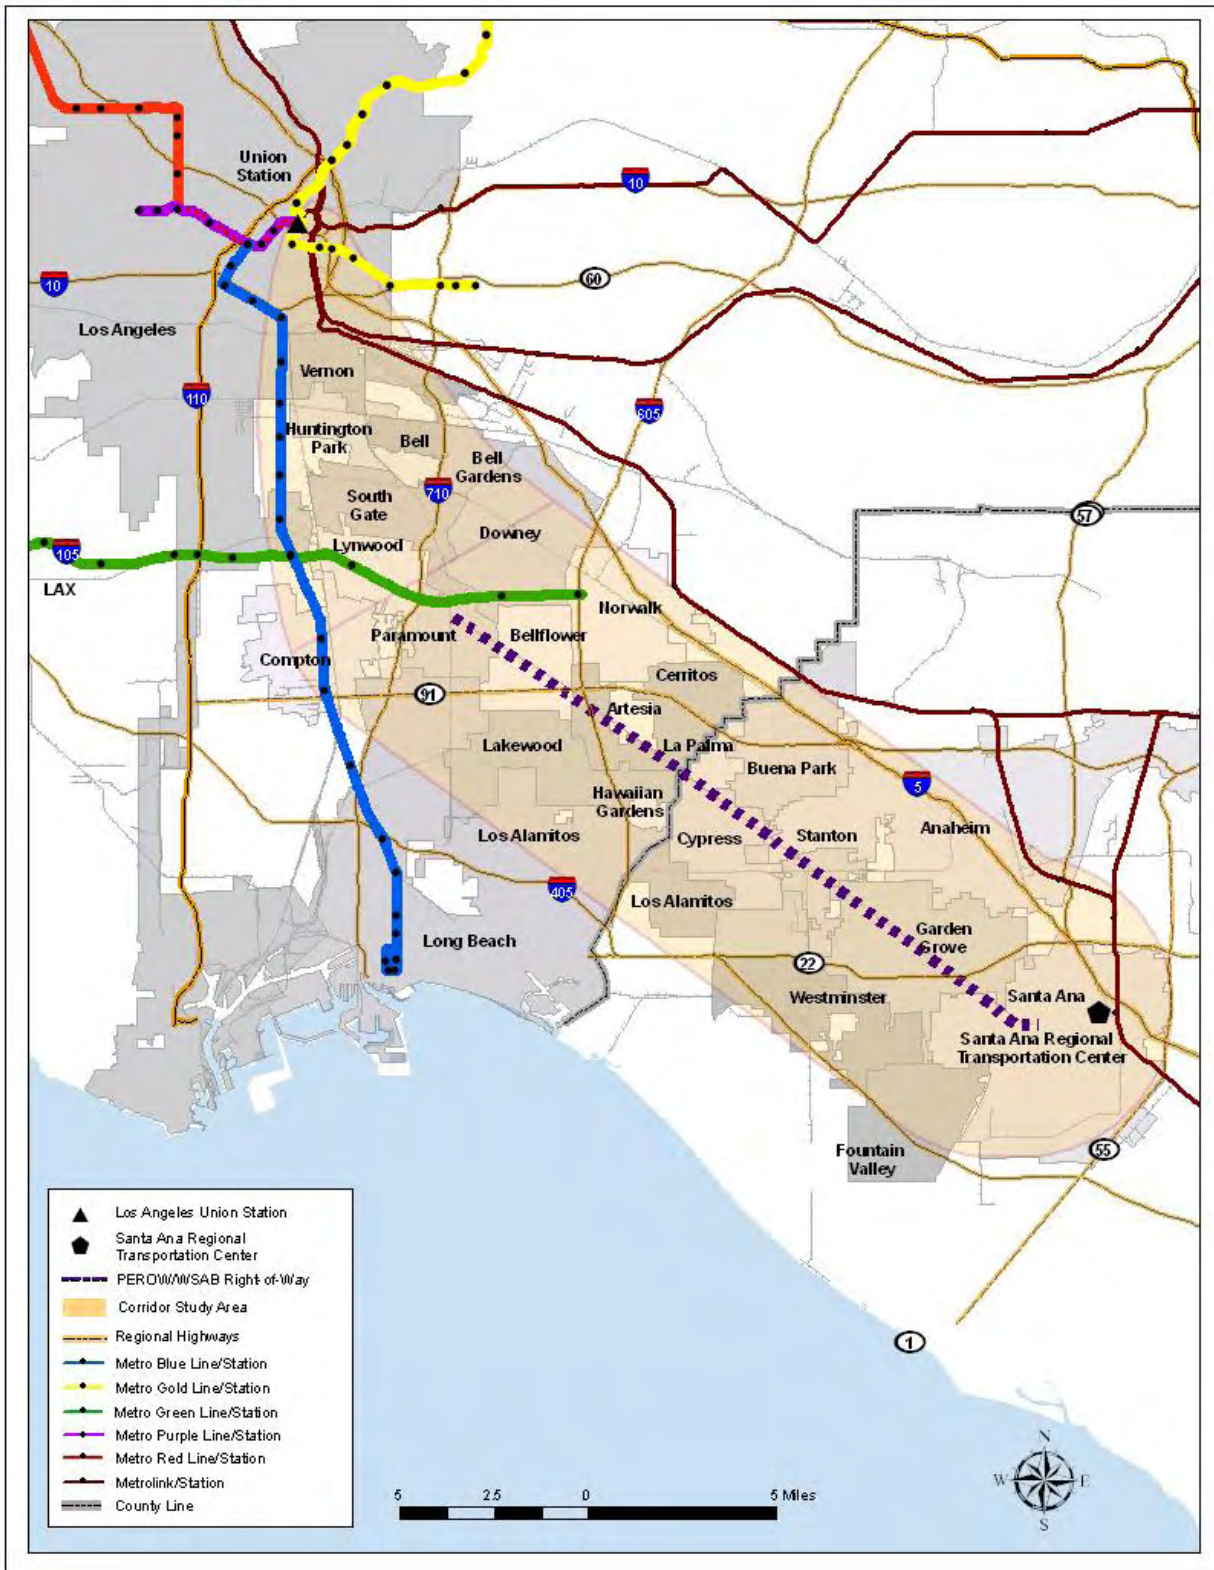 Union
Station
10
10
60
Los Angeles
Vernon
110
605
Huntington
Park
Bell
Bell
Gardens
710
South
Gate
57
Downey
Lynwood
105
LAX
Norwalk
Paramount
Bellflower
Compton
Cerritos
91
Artesia
Lakewood
La Palma
Buena Park
5
Hawaiian
Gardens
Los Alamitos
Cypress
Stanton
Anaheim
405
Los Alamitos
Long Beach
Garden
Grove
22
Westminster
Santa Ana
Santa Ana Regional
Transportation Center
55
Fountain
Valley
1
Los Angeles Union Station
Santa Ana Regional
Transportation Center
PEROW/WSAB Right-of-Way
Corridor Study Area
Regional Highways
Metro Blue Line/Station
Metro Gold Line/Station
Metro Green Line/Station
Metro Purple Line/Station
Metro Red Line/Station
Metrolink/Station
County Line
5 2.5 0 5 Miles
N
W E
S